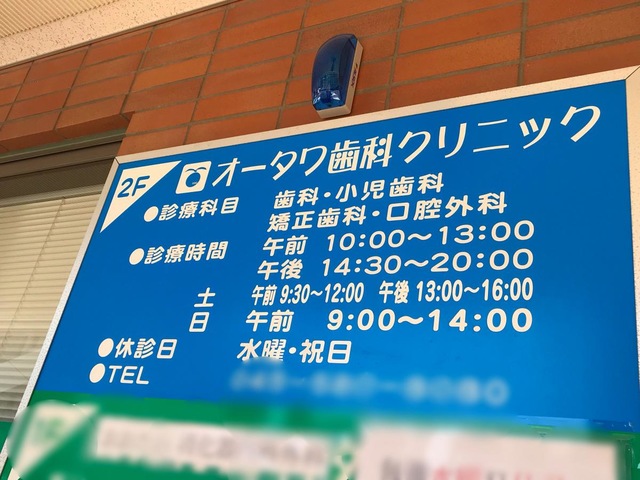 2F オータワ歯科クリニック
●診療科目 歯科・小児歯科
矯正歯科・口腔外科
●診療時間 午前 10:00〜13:00
午後 14:30〜20:00
土 午前 9:30〜12:00 午後 13:00〜16:00
日 午前 9:00〜14:00
●休診日 水曜・祝日
●TEL